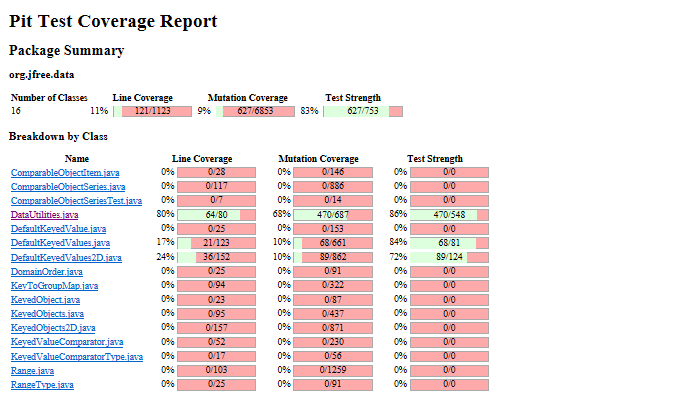 Pit Test Coverage Report
Package Summary
org.jfree.data
Number of Classes Line Coverage Mutation Coverage Test Strength
16 11% 121/1123 9% 627/6853 83% 627/753
Breakdown by Class
Name Line Coverage Mutation Coverage Test Strength
ComparableObjectItem.java 0% 0/28 0% 0/146 0% 0/0
ComparableObjectSeries.java 0% 0/117 0% 0/886 0% 0/0
ComparableObjectSeriesTest.java 0% 0/7 0% 0/14 0% 0/0
DataUtilities.java 80% 64/80 68% 470/687 86% 470/548
DefaultKeyedValue.java 0% 0/25 0% 0/153 0% 0/0
DefaultKeyedValues.java 17% 21/123 10% 68/661 84% 68/81
DefaultKeyedValues2D.java 24% 36/152 10% 89/862 72% 89/124
DomainOrder.java 0% 0/25 0% 0/91 0% 0/0
KeyToGroupMap.java 0% 0/94 0% 0/322 0% 0/0
KeyedObject.java 0% 0/23 0% 0/87 0% 0/0
KeyedObjects.java 0% 0/95 0% 0/437 0% 0/0
KeyedObjects2D.java 0% 0/157 0% 0/871 0% 0/0
KeyedValueComparator.java 0% 0/52 0% 0/230 0% 0/0
KeyedValueComparatorType.java 0% 0/17 0% 0/56 0% 0/0
Range.java 0% 0/103 0% 0/1259 0% 0/0
RangeType.java 0% 0/25 0% 0/91 0% 0/0